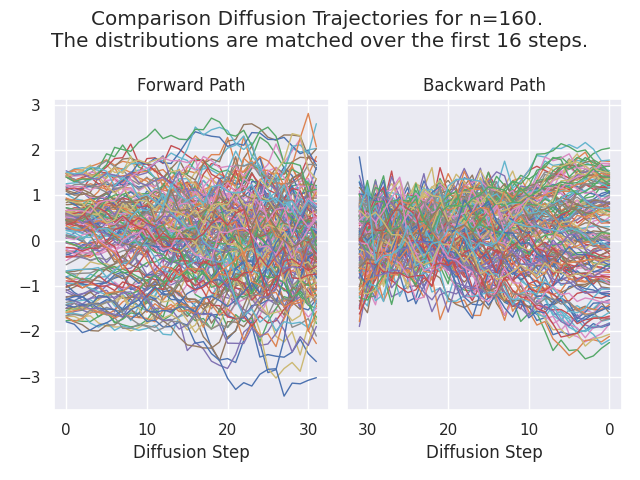 Comparison Diffusion Trajectories for n=160.
The distributions are matched over the first 16 steps.
Forward Path
Backward Path
3
2
1
0
−1
−2
−3
0 10 20 30
30 20 10 0
Diffusion Step
Diffusion Step